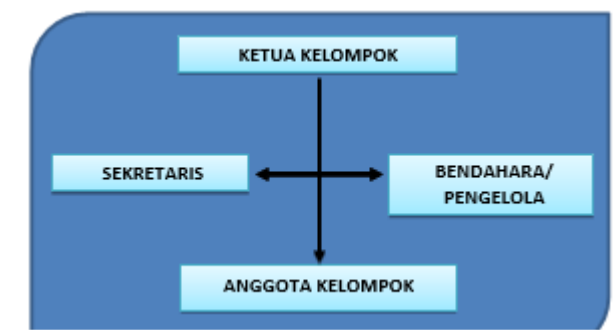 KETUA KELOMPOK
SEKRETARIS
BENDAHARA/
PENGELOLA
ANGGOTA KELOMPOK